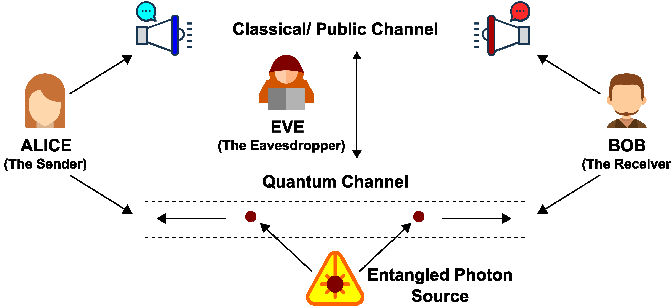 Classical/ Public Channel
EVE
(The Eavesdropper)
ALICE
(The Sender)
BOB
(The Receiver
Quantum Channel
Entangled Photon
Source